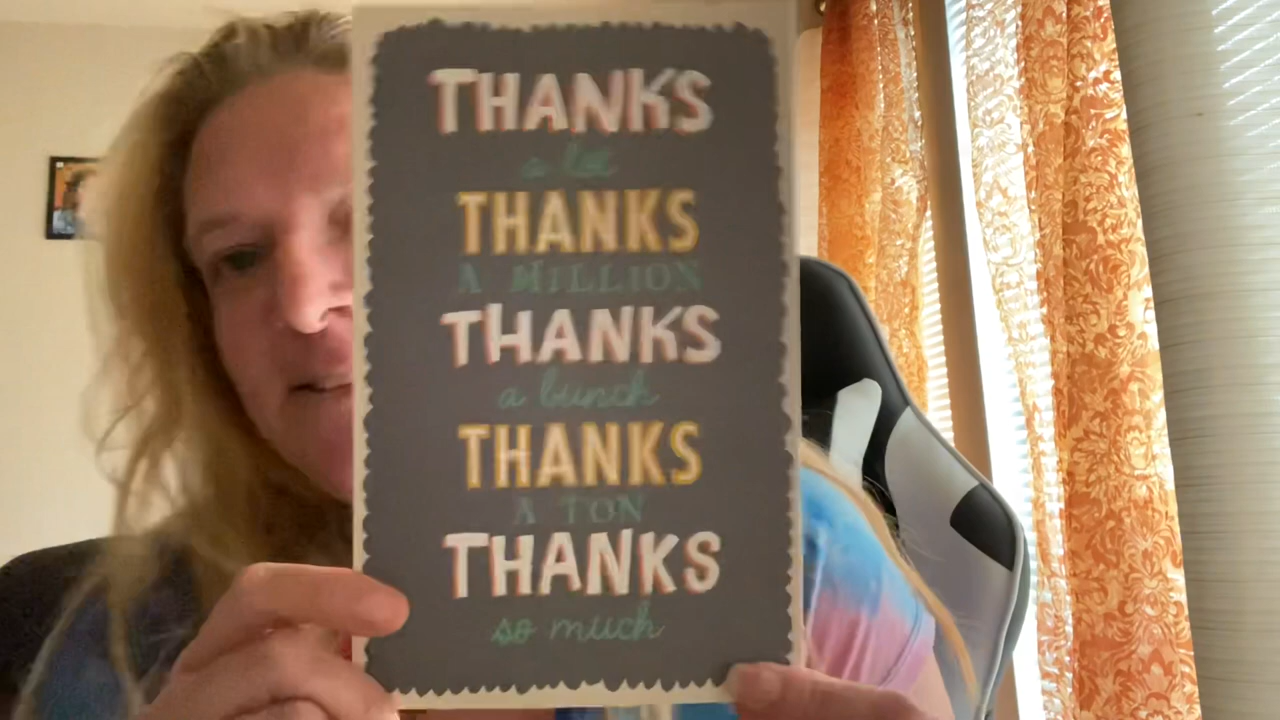 THANKS
a lot
THANKS
A MILLION
THANKS
a bunch
THANKS
A TON
THANKS
so much